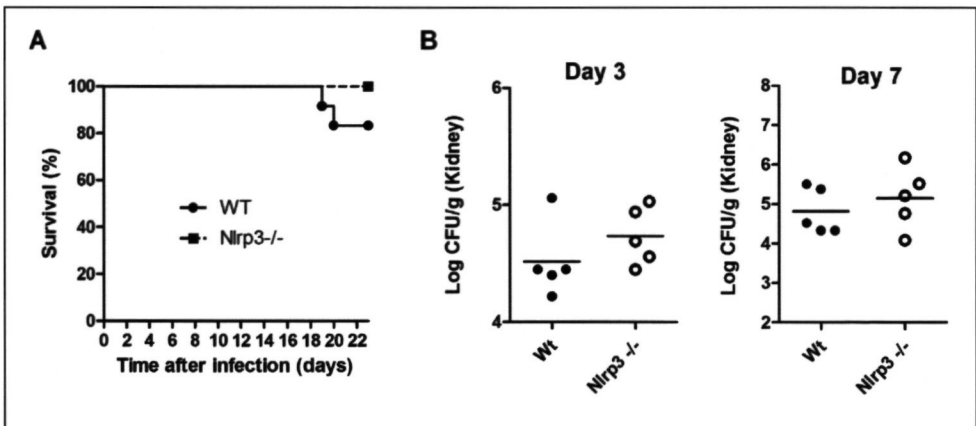 A
100
80
60
40
20
0
Survival (%)
WT
Nlrp3-/-
0 2 4 6 8 10 12 14 16 18 20 22
Time after infection (days)
B
Day 3
6
5
4
Log CFU/g (Kidney)
Wt
Nlrp3 -/-
Day 7
8
7
6
5
4
3
2
Log CFU/g (Kidney)
Wt
Nlrp3 -/-